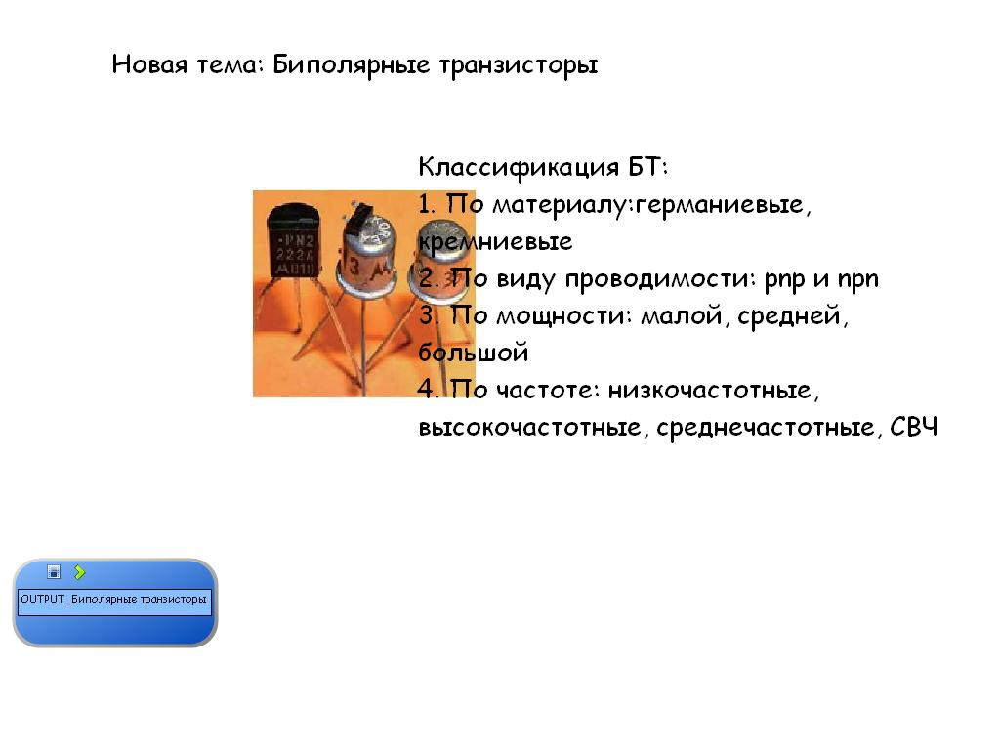 Новая тема: Биполярные транзисторы
Классификация БТ:
1. По материалу:германиевые,
кремниевые
2. По виду проводимости: pnp и npn
3. По мощности: малой, средней,
большой
4. По частоте: низкочастотные,
высокочастотные, среднечастотные, СВЧ
PN2
222A
OUTPUT_Биполярные транзисторы